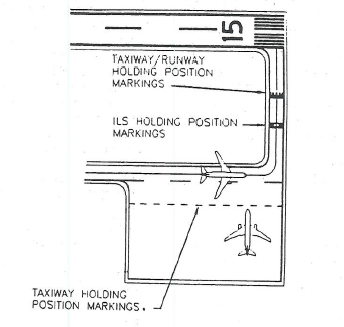 15
TAXIWAY/RUNWAY
HOLDING POSITION
MARKINGS
ILS HOLDING POSITION
MARKINGS
TAXIWAY HOLDING
POSITION MARKINGS.